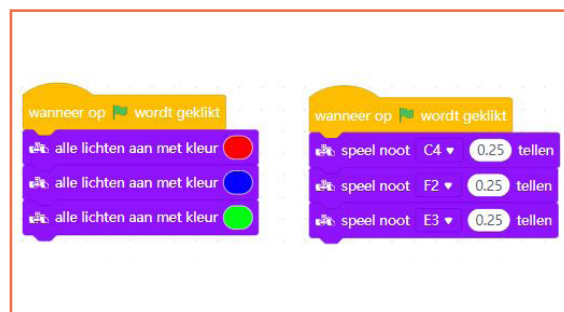 wanneer op wordt geklikt
alle lichten aan met kleur
alle lichten aan met kleur
alle lichten aan met kleur
wanneer op wordt geklikt
speel noot C4 0.25 tellen
speel noot F2 0.25 tellen
speel noot E3 0.25 tellen